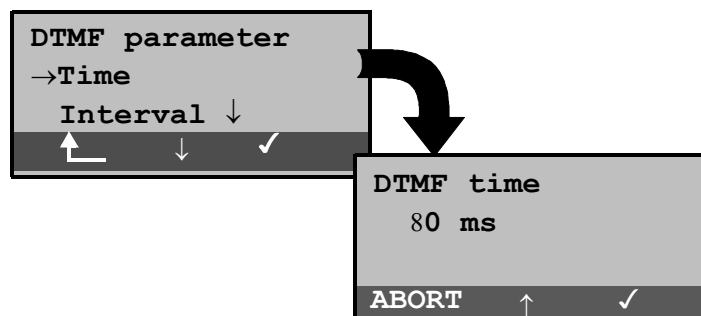 DTMF parameter
→Time
Interval ↓
↓ ✓
DTMF time
80 ms
ABORT ↑ ✓